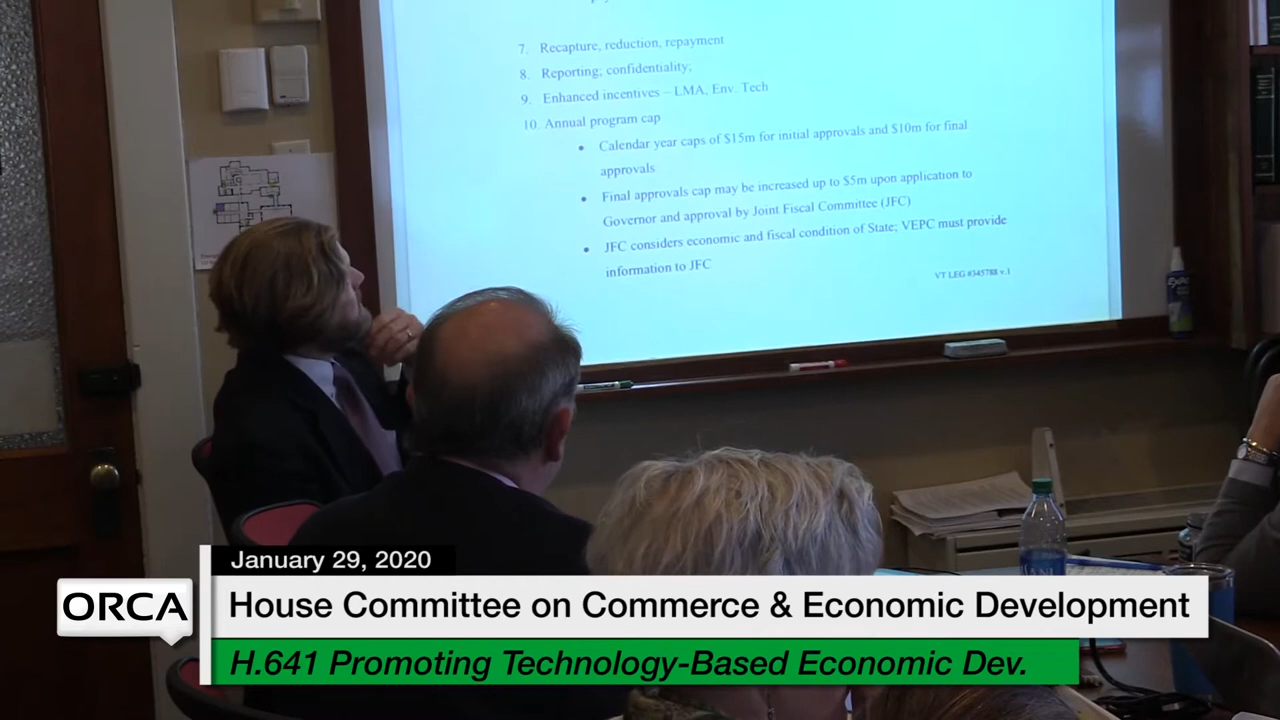 7. Recapture, reduction, repayment
8. Reporting; confidentiality;
9. Enhanced incentives – LMA, Env. Tech
10. Annual program cap
• Calendar year caps of $15m for initial approvals and $10m for final
approvals
• Final approvals cap may be increased up to $5m upon application to
Governor and approval by Joint Fiscal Committee (JFC)
• JFC considers economic and fiscal condition of State; VEPC must provide
information to JFC
VT LEG #345788 v.1
January 29, 2020
ORCA
House Committee on Commerce & Economic Development
H.641 Promoting Technology-Based Economic Dev.